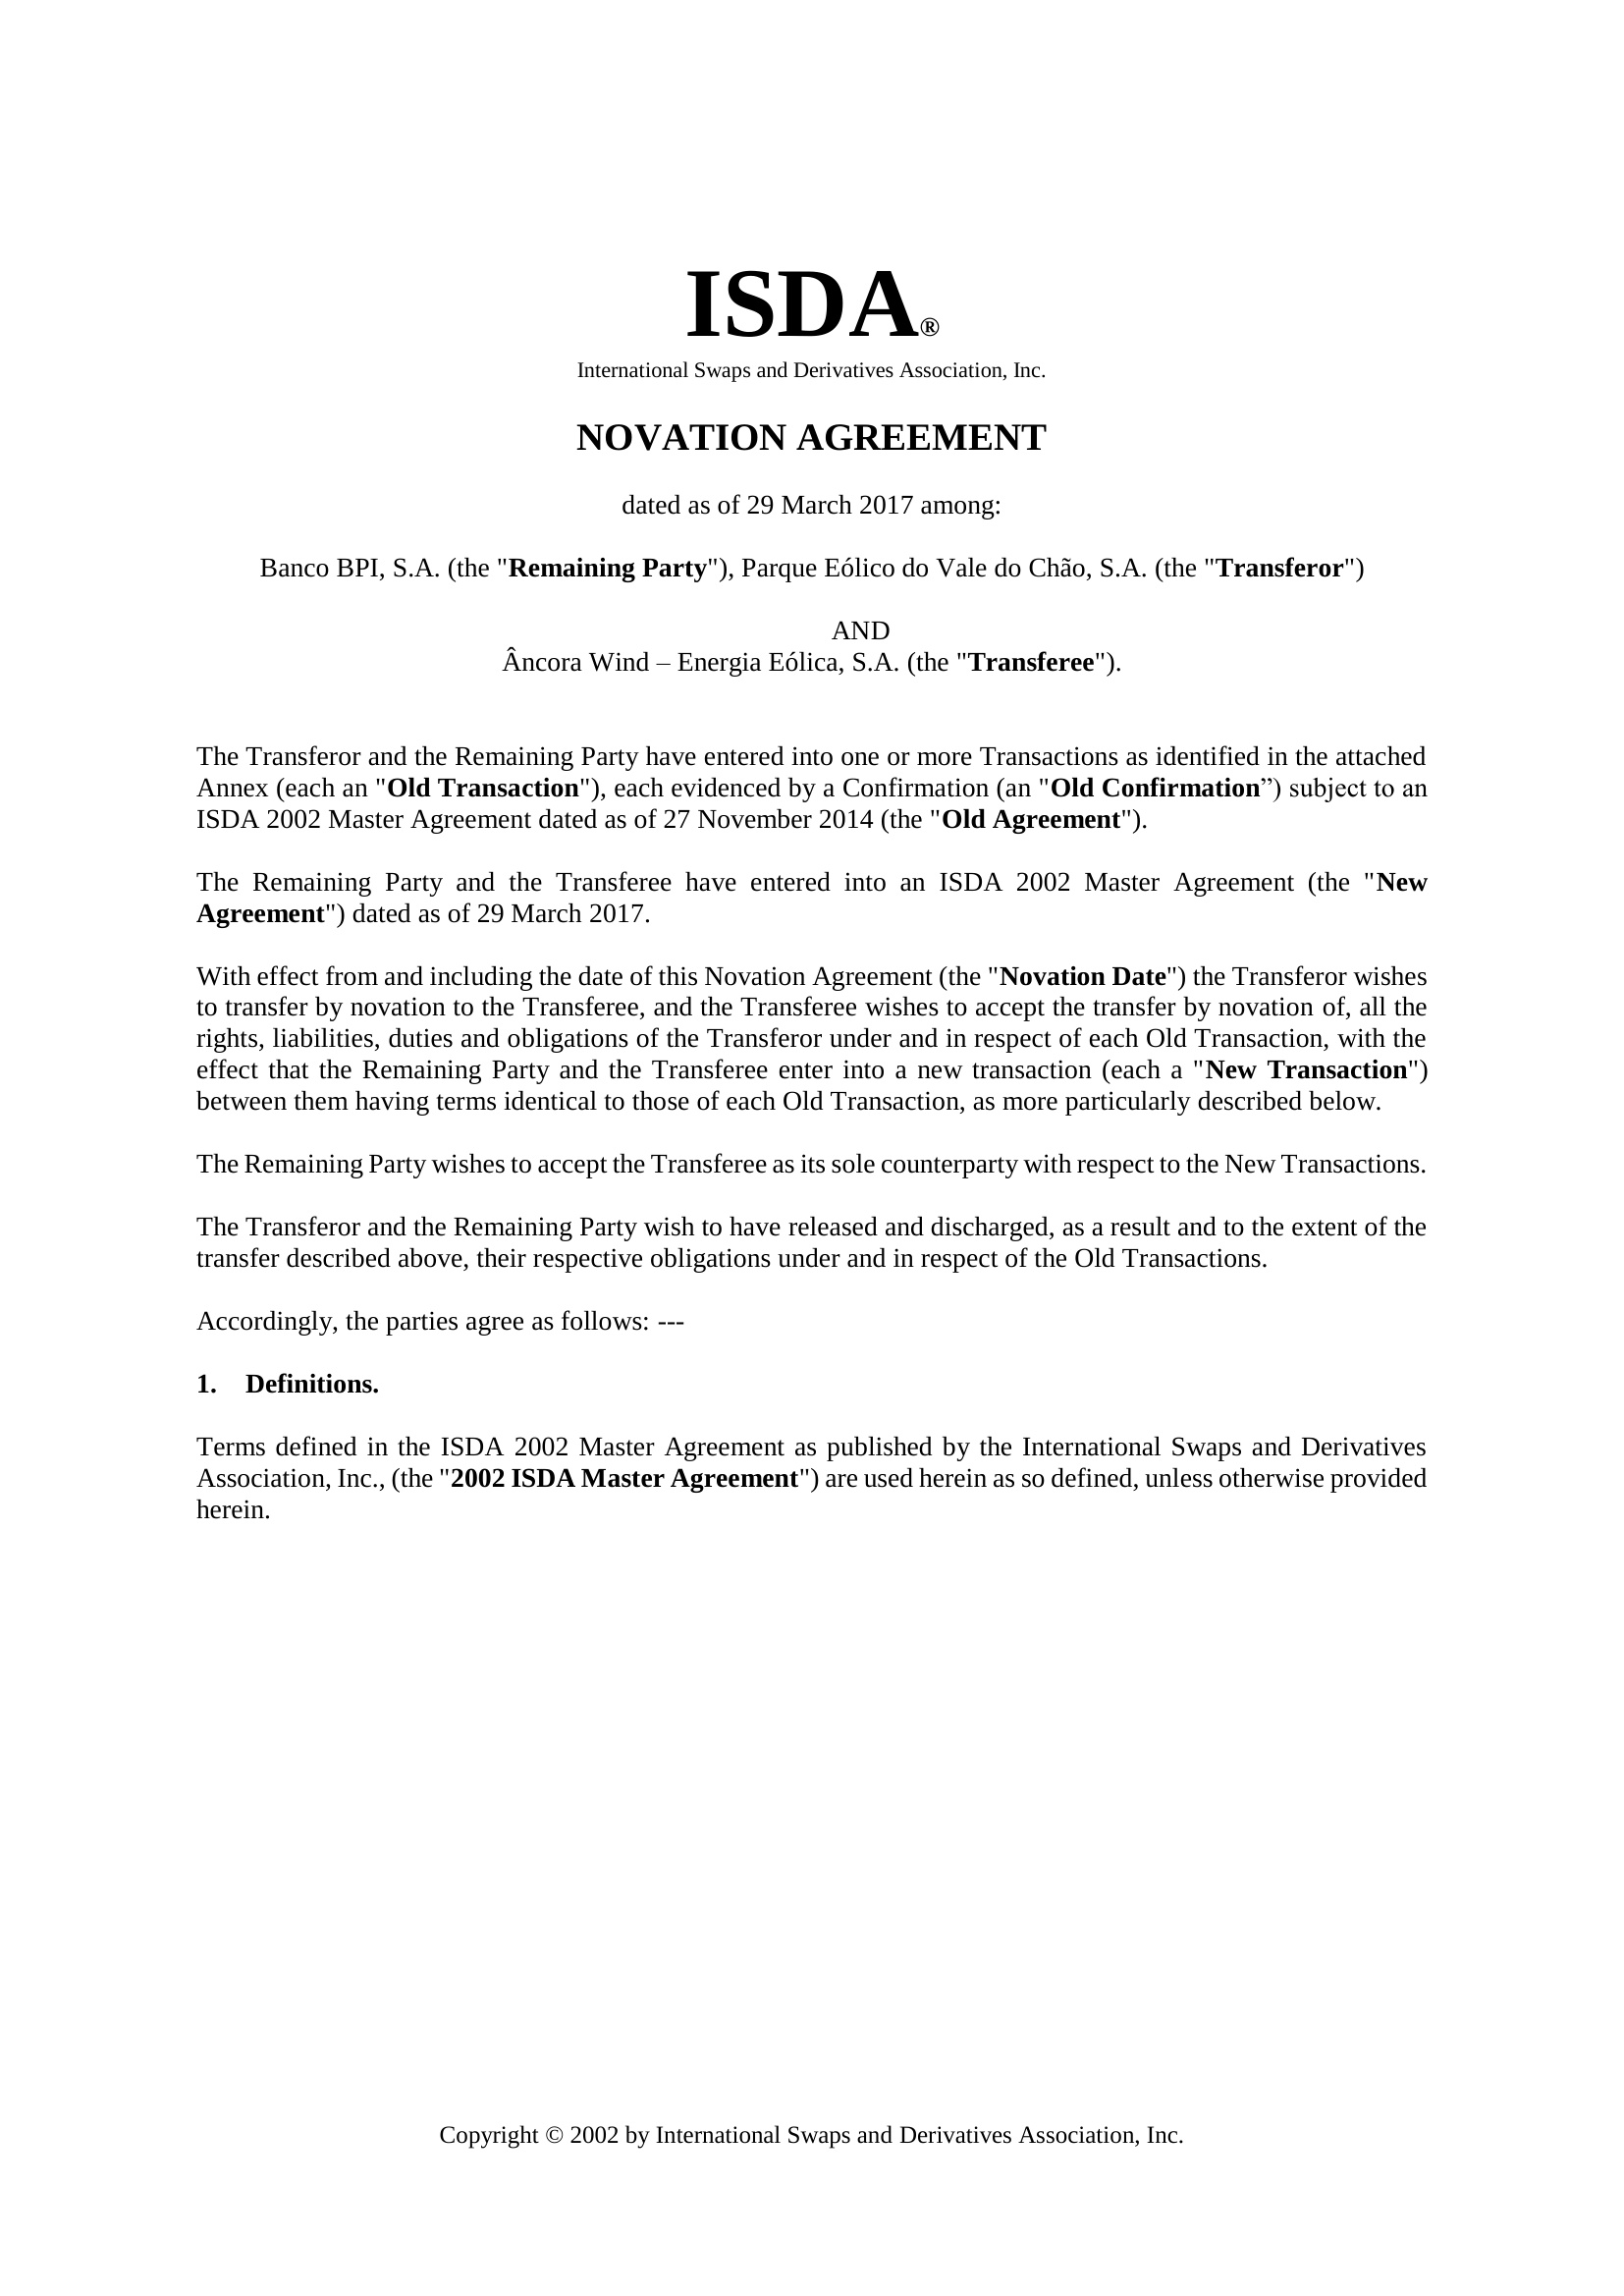 ISDA®
International Swaps and Derivatives Association, Inc.
NOVATION AGREEMENT
dated as of 29 March 2017 among:
Banco BPI, S.A. (the "Remaining Party"), Parque Eólico do Vale do Chão, S.A. (the "Transferor")
AND
Âncora Wind – Energia Eólica, S.A. (the "Transferee").
The Transferor and the Remaining Party have entered into one or more Transactions as identified in the attached
Annex (each an "Old Transaction"), each evidenced by a Confirmation (an "Old Confirmation”) subject to an
ISDA 2002 Master Agreement dated as of 27 November 2014 (the "Old Agreement").
The Remaining Party and the Transferee have entered into an ISDA 2002 Master Agreement (the "New
Agreement") dated as of 29 March 2017.
With effect from and including the date of this Novation Agreement (the "Novation Date") the Transferor wishes
to transfer by novation to the Transferee, and the Transferee wishes to accept the transfer by novation of, all the
rights, liabilities, duties and obligations of the Transferor under and in respect of each Old Transaction, with the
effect that the Remaining Party and the Transferee enter into a new transaction (each a "New Transaction")
between them having terms identical to those of each Old Transaction, as more particularly described below.
The Remaining Party wishes to accept the Transferee as its sole counterparty with respect to the New Transactions.
The Transferor and the Remaining Party wish to have released and discharged, as a result and to the extent of the
transfer described above, their respective obligations under and in respect of the Old Transactions.
Accordingly, the parties agree as follows: ---
1. Definitions.
Terms defined in the ISDA 2002 Master Agreement as published by the International Swaps and Derivatives
Association, Inc., (the "2002 ISDA Master Agreement") are used herein as so defined, unless otherwise provided
herein.
Copyright © 2002 by International Swaps and Derivatives Association, Inc.